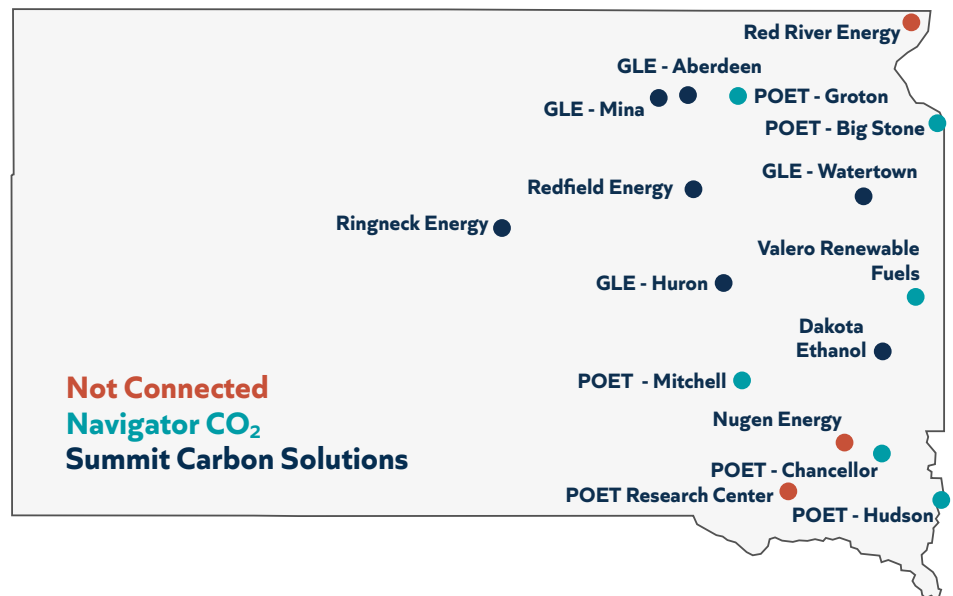 Red River Energy
GLE - Aberdeen
GLE - Mina
POET - Groton
POET - Big Stone
GLE - Watertown
Redfield Energy
Ringneck Energy
Valero Renewable
Fuels
GLE - Huron
Dakota
Ethanol
POET - Mitchell
Not Connected
Navigator CO₂
Summit Carbon Solutions
Nugen Energy
POET - Chancellor
POET Research Center
POET - Hudson